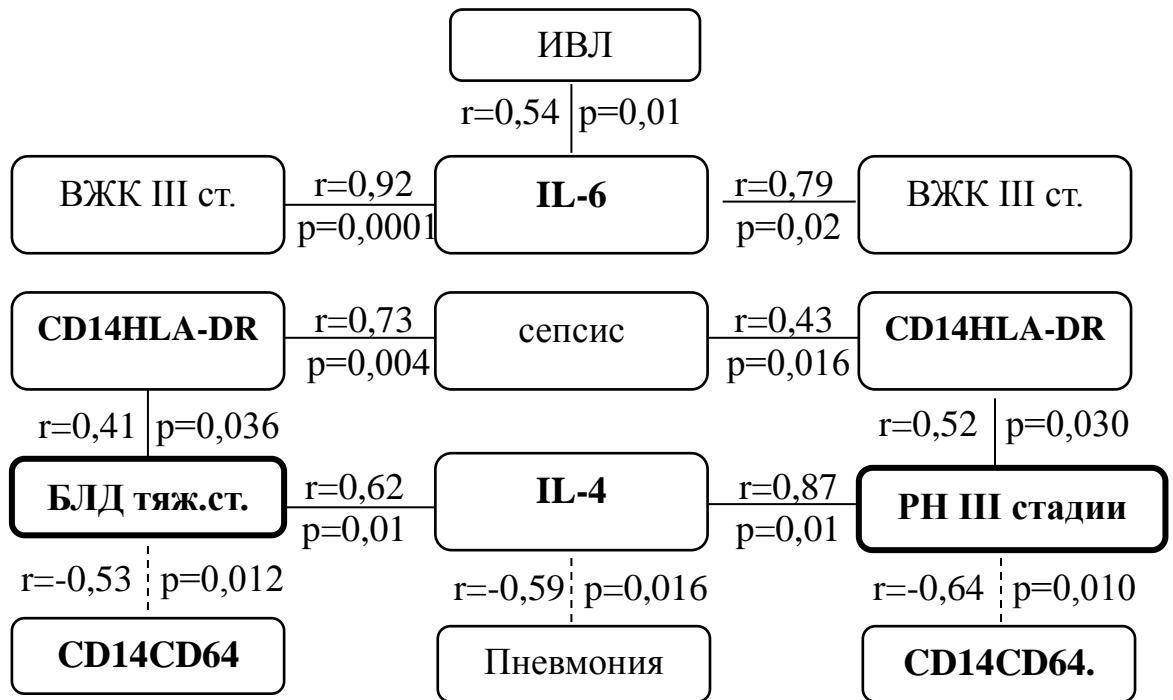 ИВЛ
r=0,54 p=0,01
ВЖК III ст. r=0,92 IL-6 r=0,79 ВЖК III ст.
p=0,0001 p=0,02
CD14HLA-DR r=0,73 сепсис r=0,43 CD14HLA-DR
p=0,004 p=0,016
r=0,41 p=0,036 r=0,52 p=0,030
БЛД тяж.ст. r=0,62 IL-4 r=0,87 РН III стадии
p=0,01 p=0,01
r=-0,53 p=0,012 r=-0,59 p=0,016 r=-0,64 p=0,010
CD14CD64 Пневмония CD14CD64.